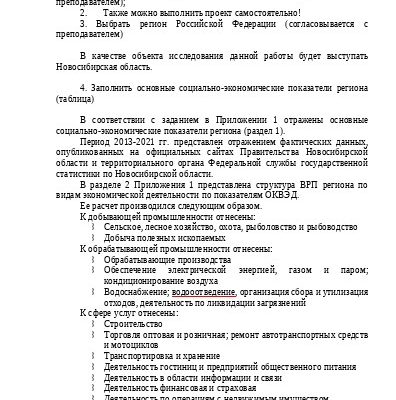 преподавателем);
2. Также можно выполнить проект самостоятельно!
3. Выбрать регион Российской Федерации (согласовывается с
преподавателем)
В качестве объекта исследования данной работы будет выступать
Новосибирская область.
4. Заполнить основные социально-экономические показатели региона
(таблица)
В соответствии с заданием в Приложении 1 отражены основные
социально-экономические показатели региона (раздел 1).
Период 2013-2021 гг. представлен отражением фактических данных,
опубликованных на официальных сайтах Правительства Новосибирской
области и территориального органа Федеральной службы государственной
статистики по Новосибирской области.
В разделе 2 Приложения 1 представлена структура ВРП региона по
видам экономической деятельности по показателям ОКВЭД.
Ее расчет производился следующим образом.
К добывающей промышленности отнесены:
Сельское, лесное хозяйство, охота, рыболовство и рыбоводство
Добыча полезных ископаемых
К обрабатывающей промышленности отнесены:
Обрабатывающие производства
Обеспечение электрической энергией, газом и паром;
кондиционирование воздуха
Водоснабжение; водоотведение, организация сбора и утилизация
отходов, деятельность по ликвидации загрязнений
К сфере услуг отнесены:
Строительство
Торговля оптовая и розничная; ремонт автотранспортных средств
и мотоциклов
Транспортировка и хранение
Деятельность гостиниц и предприятий общественного питания
Деятельность в области информации и связи
Деятельность финансовая и страховая
Деятельность по операциям с недвижимым имуществом